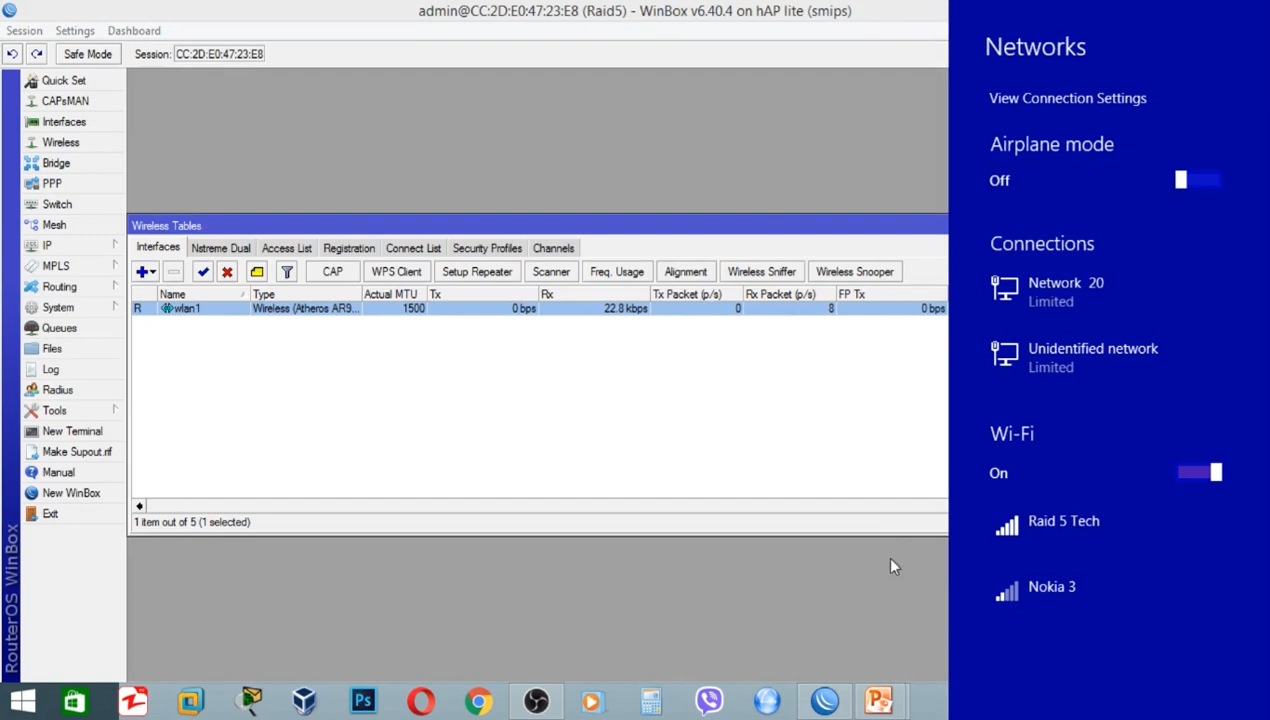 admin@CC:2D:E0:47:23:E8 (Raid5) - WinBox v6.40.4 on hAP lite (smips)
Session Settings Dashboard
Safe Mode Session: CC:2D:E0:47:23:E8
Quick Set
CAPsMAN
Interfaces
Wireless
Bridge
PPP
Switch
Mesh
IP
MPLS
Routing
System
Queues
Files
Log
Radius
Tools
New Terminal
Make Supout.rif
Manual
New WinBox
Exit
RouterOS WinBox
Wireless Tables
Interfaces Nstreme Dual Access List Registration Connect List Security Profiles Channels
CAP WPS Client Setup Repeater Scanner Freq. Usage Alignment Wireless Sniffer Wireless Snooper
Name Type Actual MTU Tx Rx Tx Packet (p/s) Rx Packet (p/s) FP Tx
R wlan1 Wireless (Atheros AR9... 1500 0 bps 22.8 kbps 0 8 0 bps
1 item out of 5 (1 selected)
Networks
View Connection Settings
Airplane mode
Off
Connections
Network 20
Limited
Unidentified network
Limited
Wi-Fi
On
Raid 5 Tech
Nokia 3
Ps